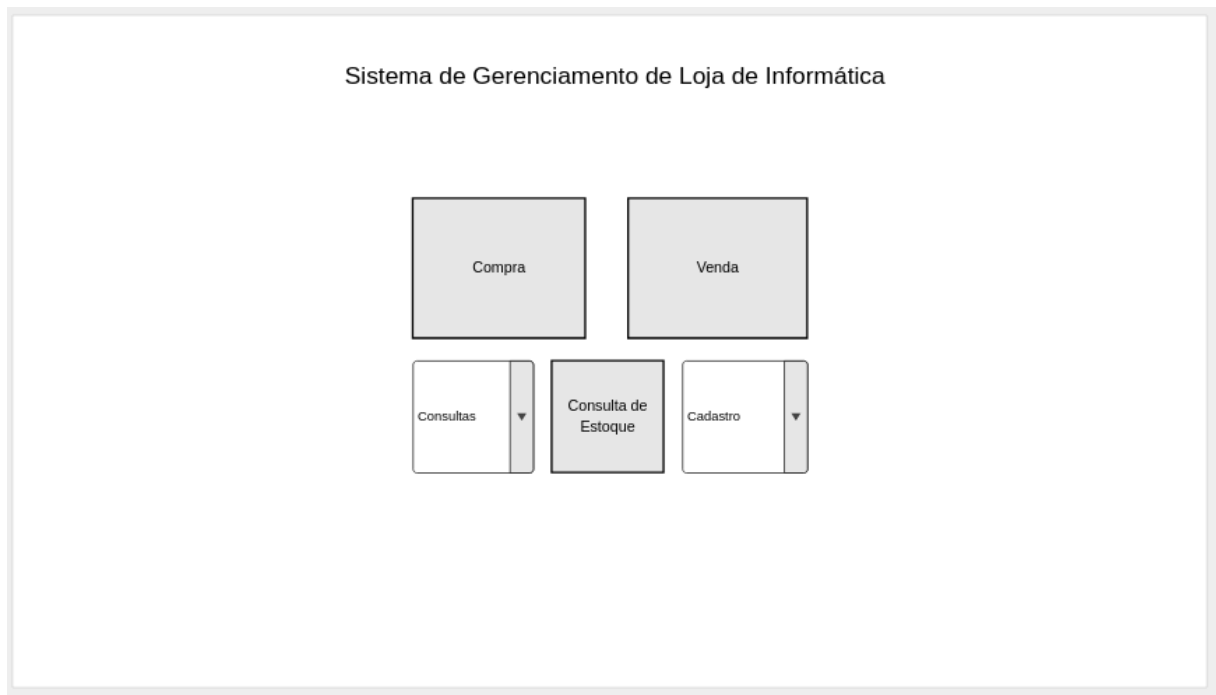 Sistema de Gerenciamento de Loja de Informática
Compra
Venda
Consultas
Consulta de
Estoque
Cadastro